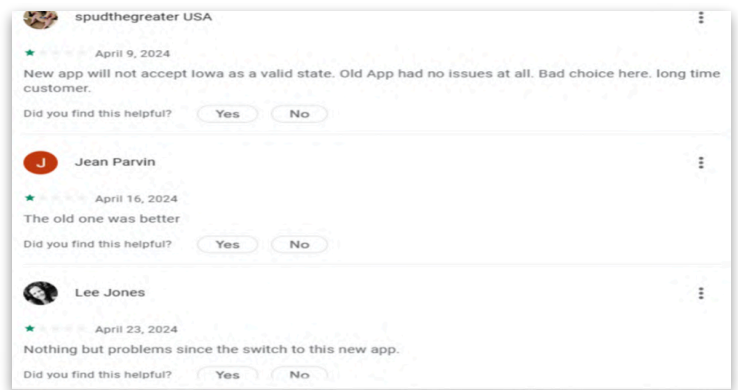 spudthegreater USA
April 9, 2024
New app will not accept Iowa as a valid state. Old App had no issues at all. Bad choice here. long time
customer.
Did you find this helpful? Yes No
J Jean Parvin
April 16, 2024
The old one was better
Did you find this helpful? Yes No
Lee Jones
April 23, 2024
Nothing but problems since the switch to this new app.
Did you find this helpful? Yes No